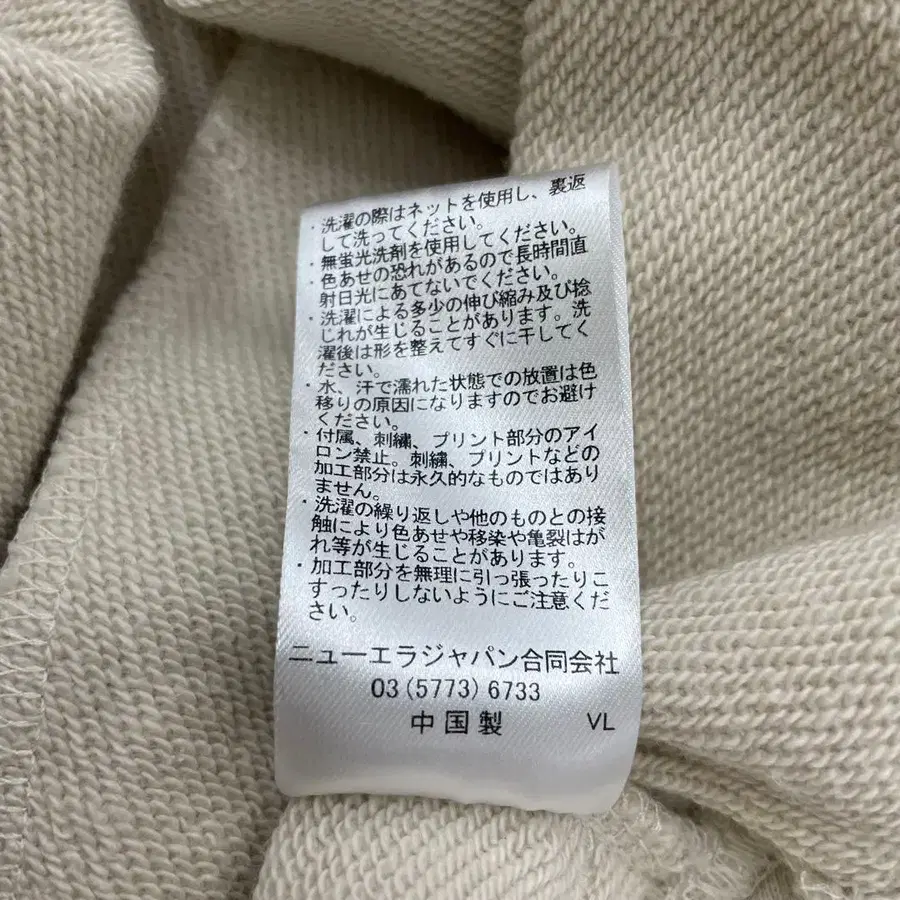 ・洗濯の際はネットを使用し、裏返
して洗ってください。
・無蛍光洗剤を使用してください。
・色あせの恐れがあるので長時間直
射日光にあてないでください。
・洗濯による多少の伸び縮み及び捻
じれが生じることがあります。洗
濯後は形を整えてすぐに干してく
ださい。
・水、汗で濡れた状態での放置は色
移りの原因になりますのでお避け
ください。
・付属、刺繍、プリント部分のアイ
ロン禁止。刺繍、プリントなどの
加工部分は永久的なものではあり
ません。
・洗濯の繰り返しや他のものとの接
触により色あせや移染や亀裂はが
れ等が生じることがあります。
・加工部分を無理に引っ張ったりこ
すったりしないようにご注意くだ
さい。
ニューエラジャパン合同会社
03(5773)6733
中国製 VL